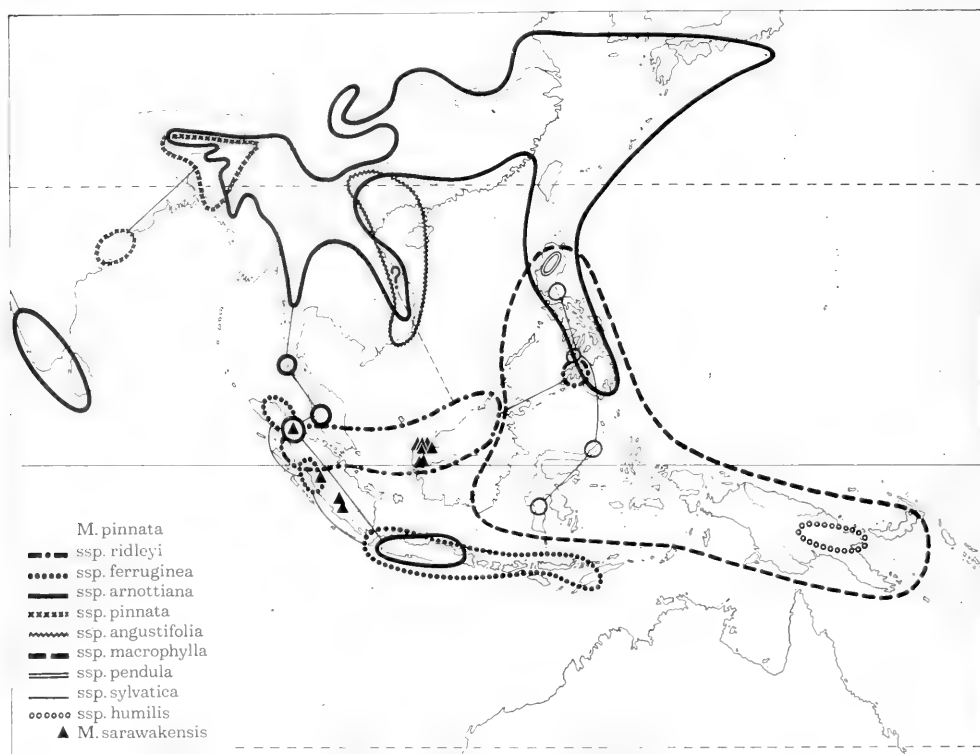 ?
M. pinnata
ssp. ridleyi
ssp. ferruginea
ssp. arnottiana
ssp. pinnata
ssp. angustifolia
ssp. macrophylla
ssp. pendula
ssp. sylvatica
ssp. humilis
M. sarawakensis